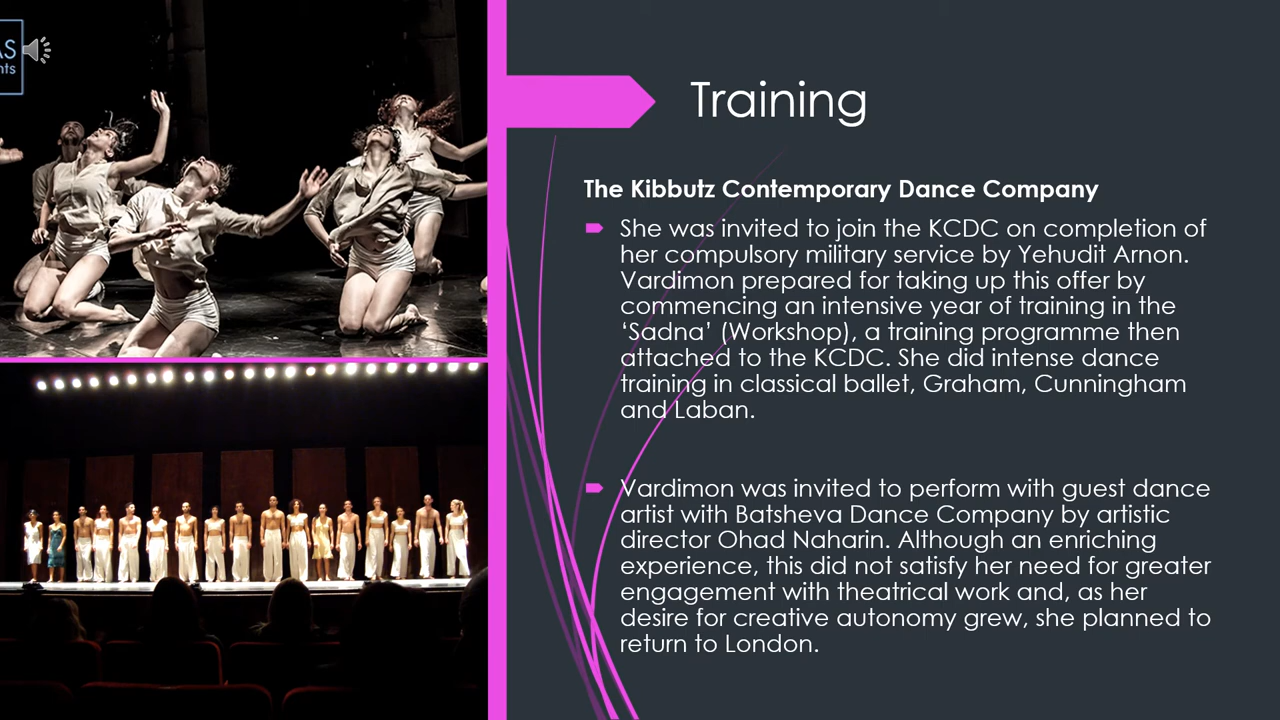 AS
nts
Training
The Kibbutz Contemporary Dance Company
She was invited to join the KCDC on completion of
her compulsory military service by Yehudit Arnon.
Vardimon prepared for taking up this offer by
commencing an intensive year of training in the
‘Sadna’ (Workshop), a training programme then
attached to the KCDC. She did intense dance
training in classical ballet, Graham, Cunningham
and Laban.
Vardimon was invited to perform with guest dance
artist with Batsheva Dance Company by artistic
director Ohad Naharin. Although an enriching
experience, this did not satisfy her need for greater
engagement with theatrical work and, as her
desire for creative autonomy grew, she planned to
return to London.